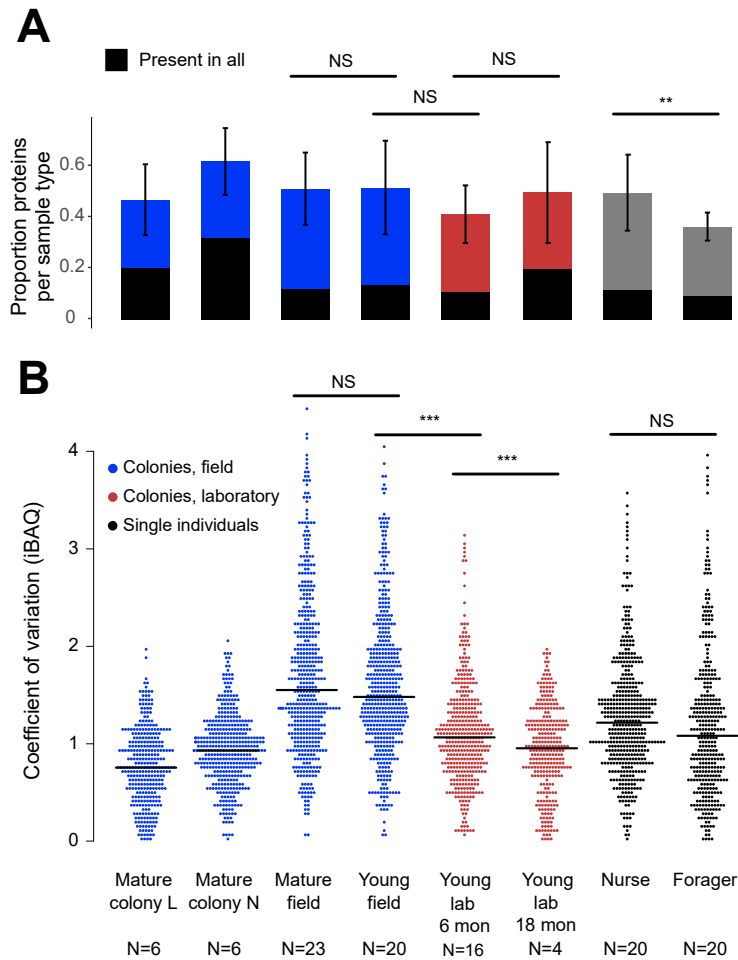 A
Present in all
NS
NS
NS
**
Proportion proteins
per sample type
0.6
0.4
0.2
0
B
NS
***
***
NS
Coefficient of variation (iBAQ)
4
3
2
1
0
Colonies, field
Colonies, laboratory
Single individuals
Mature
colony L
N=6
Mature
colony N
N=6
Mature
field
N=23
Young
field
N=20
Young
lab
6 mon
N=16
Young
lab
18 mon
N=4
Nurse
N=20
Forager
N=20